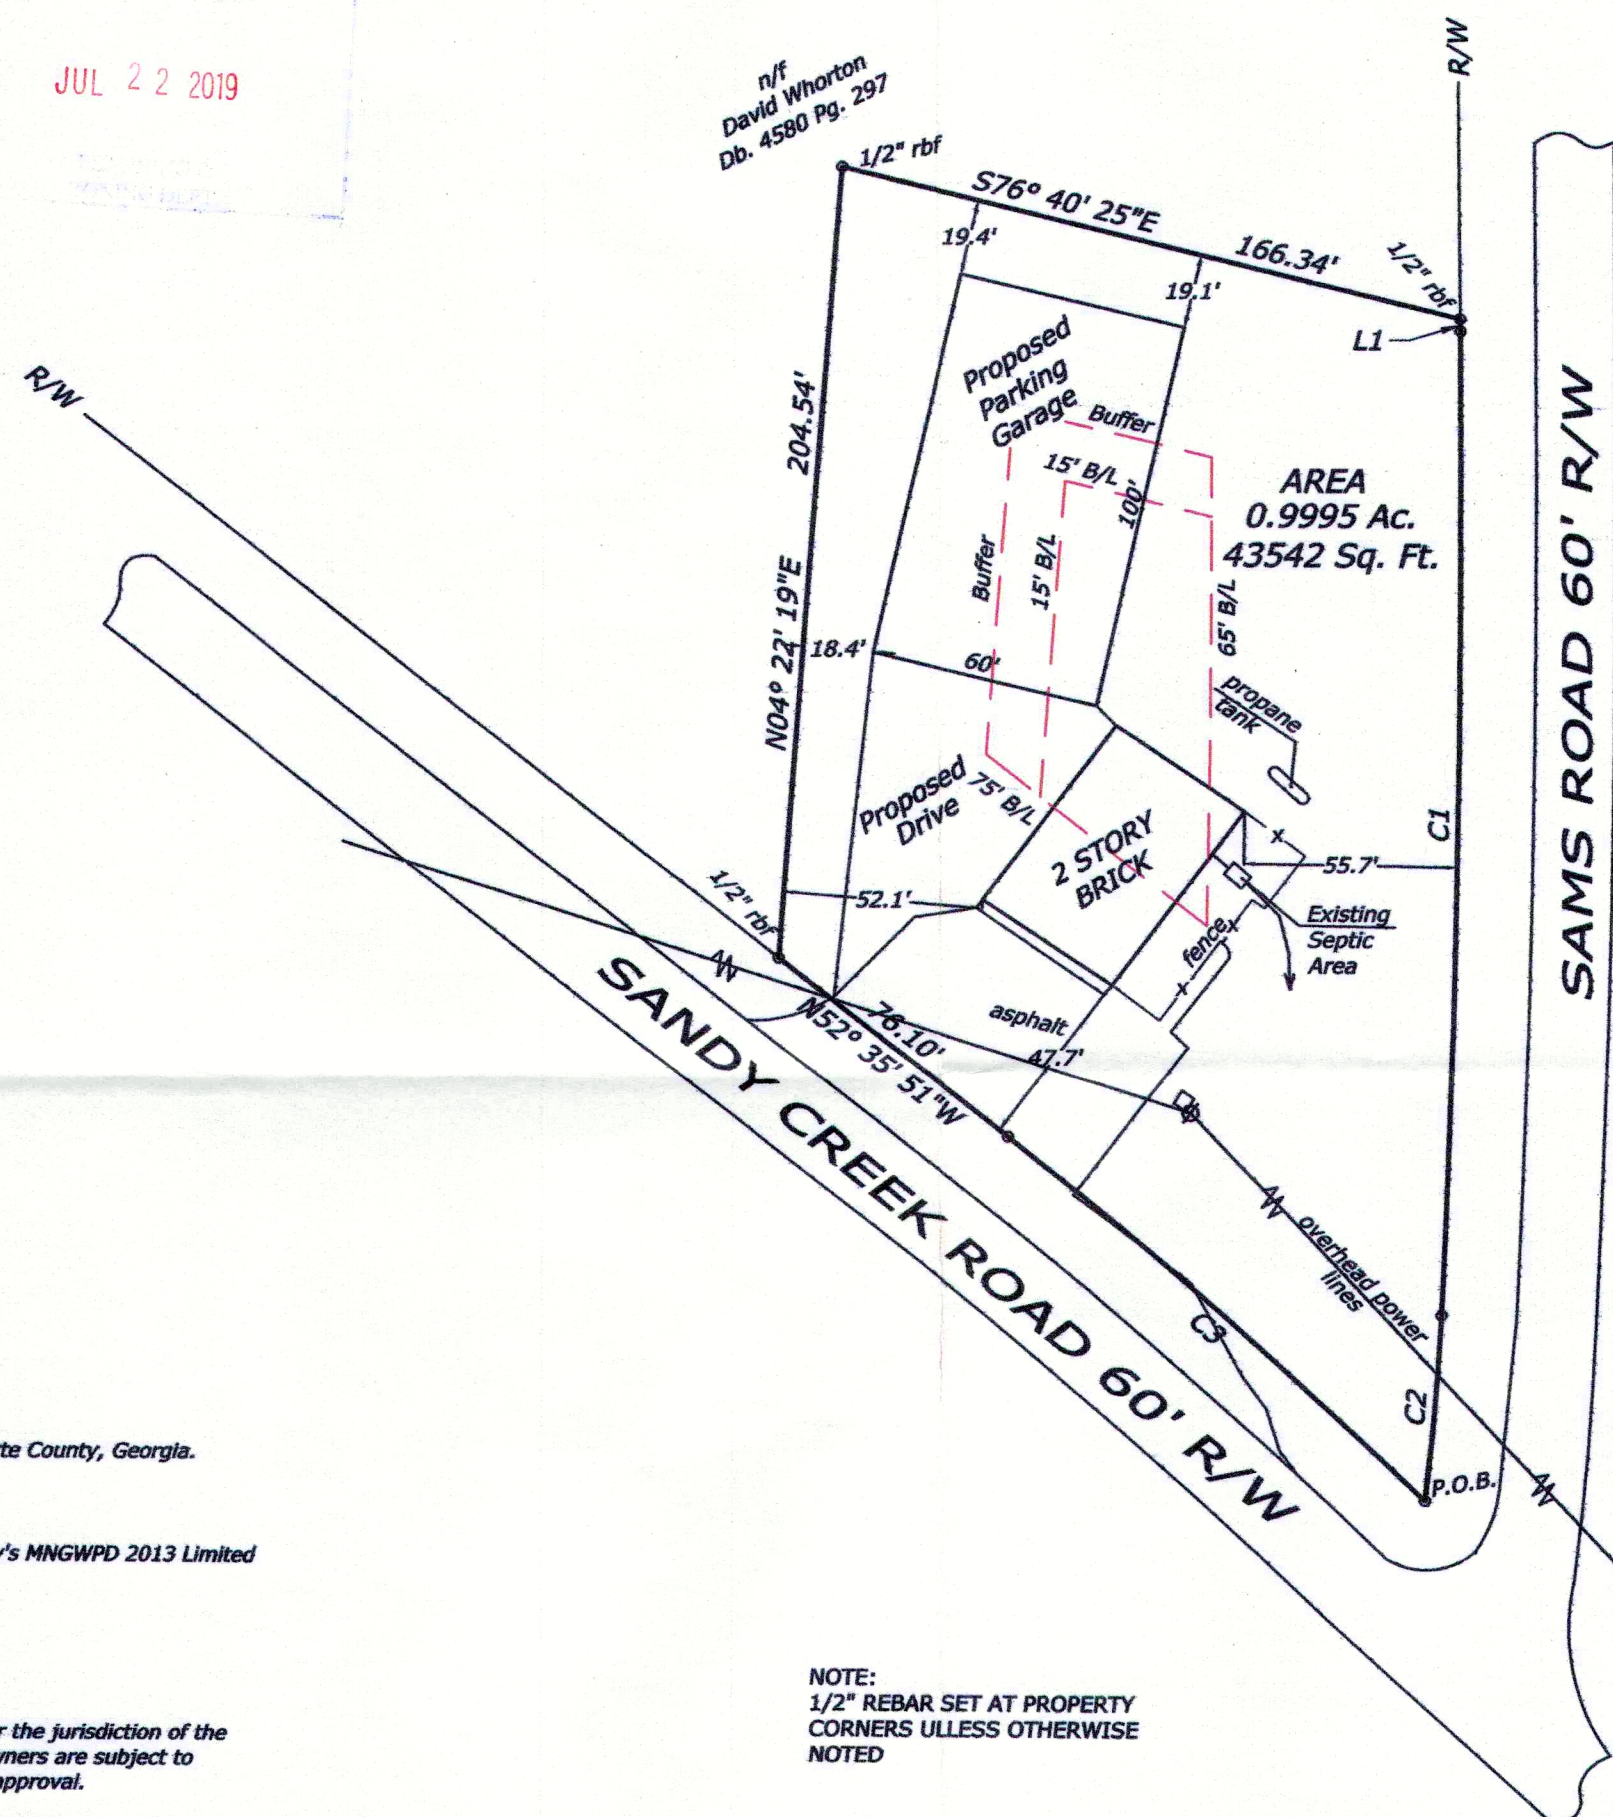 JUL 22 2019
n/f
David Whorton
Db. 4580 Pg. 297
R/W
1/2" rbf
S76° 40' 25"E
166.34'
1/2" rbf
19.4'
19.1'
L1
R/W
204.54'
N04° 22' 19"E
Proposed
Parking
Garage
Buffer
15' B/L
100'
AREA
0.9995 Ac.
43542 Sq. Ft.
SAMS ROAD 60' R/W
Buffer
15' B/L
65' B/L
18.4'
60'
propane
tank
Proposed
Drive
75' B/L
2 STORY
BRICK
C1
x
55.7'
1/2" rbf
52.1'
Existing
Septic
Area
fence
x
x
asphalt
76.10'
N52° 35' 51"W
47.7'
SANDY CREEK ROAD 60' R/W
overhead power
lines
C3
C2
P.O.B.
te County, Georgia.
y's MNGWPD 2013 Limited
r the jurisdiction of the
wners are subject to
approval.
NOTE:
1/2" REBAR SET AT PROPERTY
CORNERS ULLESS OTHERWISE
NOTED